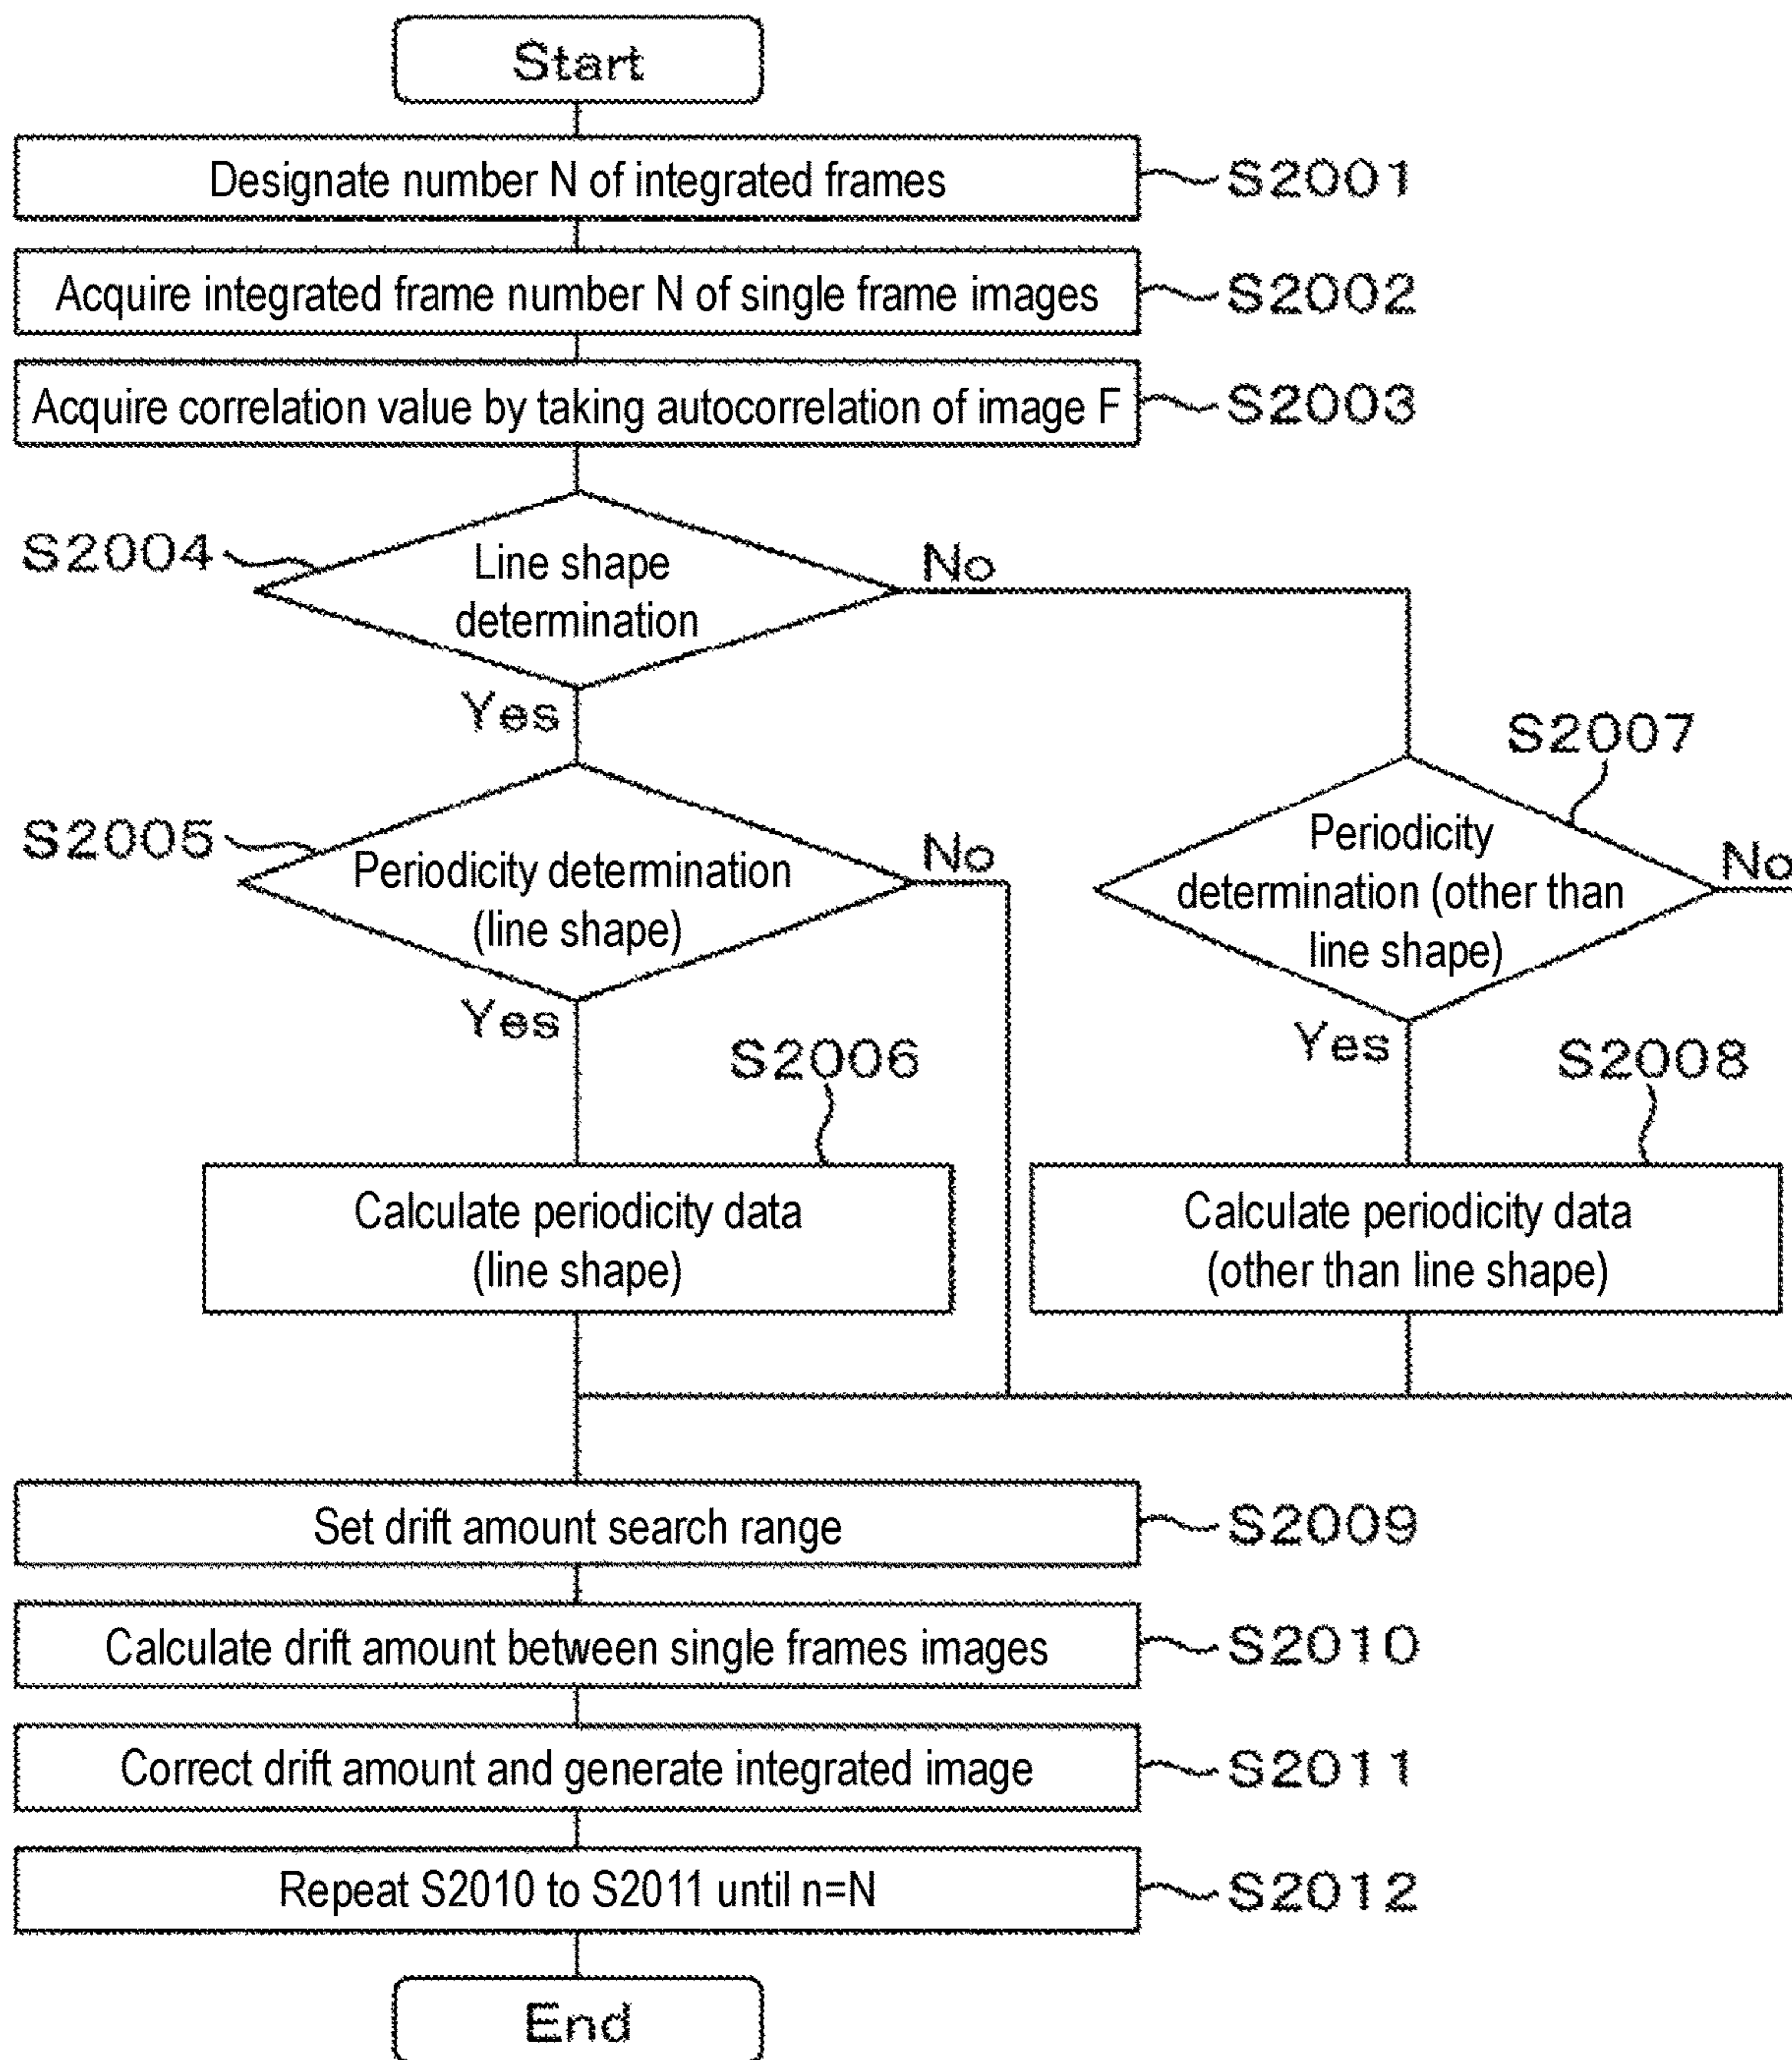 Start
Designate number N of integrated frames
S2001
Acquire integrated frame number N of single frame images
S2002
Acquire correlation value by taking autocorrelation of image F
S2003
S2004
Line shape
determination
No
Yes
S2007
S2005
Periodicity determination
(line shape)
No
Periodicity
determination (other than
line shape)
No
Yes
Yes
S2006
S2008
Calculate periodicity data
(line shape)
Calculate periodicity data
(other than line shape)
Set drift amount search range
S2009
Calculate drift amount between single frames images
S2010
Correct drift amount and generate integrated image
S2011
Repeat S2010 to S2011 until n=N
S2012
End